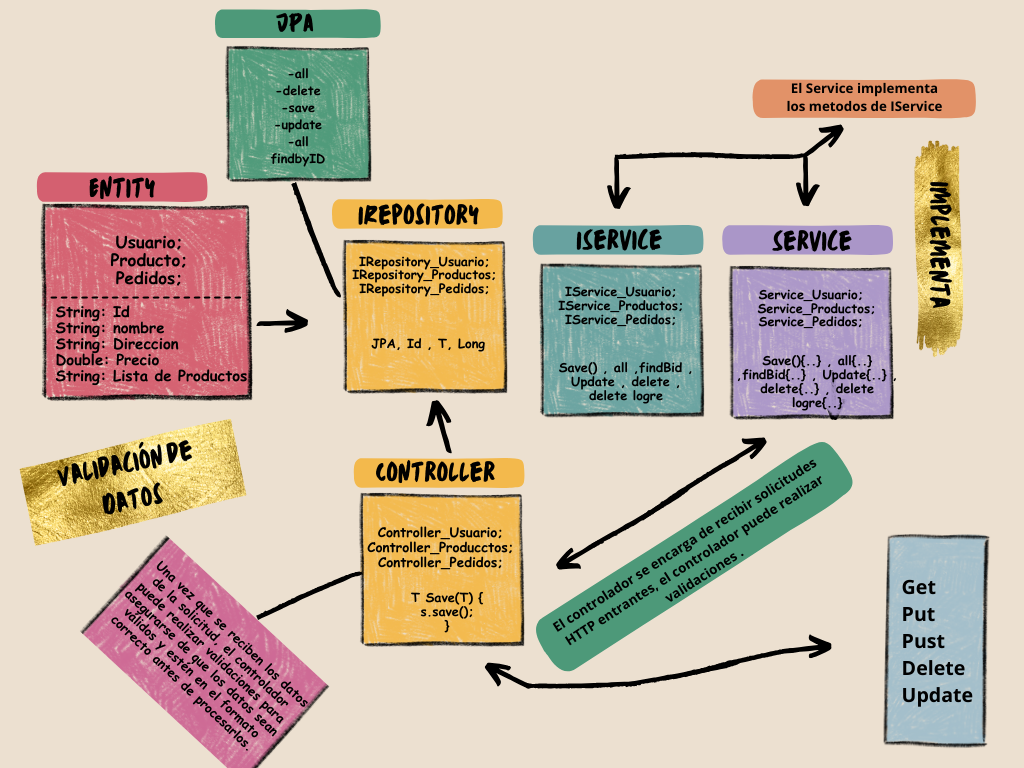 JPA
-all
-delete
-save
-update
-all
findbyID
El Service implementa
los metodos de IService
ENTITY
Usuario;
Producto;
Pedidos;
String: Id
String: nombre
String: Direccion
Double: Precio
String: Lista de Productos
IREPOSITORY
IRepository_Usuario;
IRepository_Productos;
IRepository_Pedidos;
JPA, Id , T, Long
ISERVICE
IService_Usuario;
IService_Productos;
IService_Pedidos;
Save() , all ,findBid ,
Update , delete ,
delete logre
SERVICE
Service_Usuario;
Service_Productos;
Service_Pedidos;
Save(){..} , all{..}
,findBid{..} , Update{..} ,
delete{..} , delete
logre{..}
IMPLEMENTA
VALIDACIÓN DE
DATOS
CONTROLLER
Controller_Usuario;
Controller_Producctos;
Controller_Pedidos;
T Save(T) {
s.save();
}
El controlador se encarga de recibir solicitudes
HTTP entrantes, el controlador puede realizar
validaciones .
Una vez que se reciben los datos
de la solicitud, el controlador
puede realizar validaciones para
asegurarse de que los datos sean
válidos y estén en el formato
correcto antes de procesarlos.
Get
Put
Pust
Delete
Update